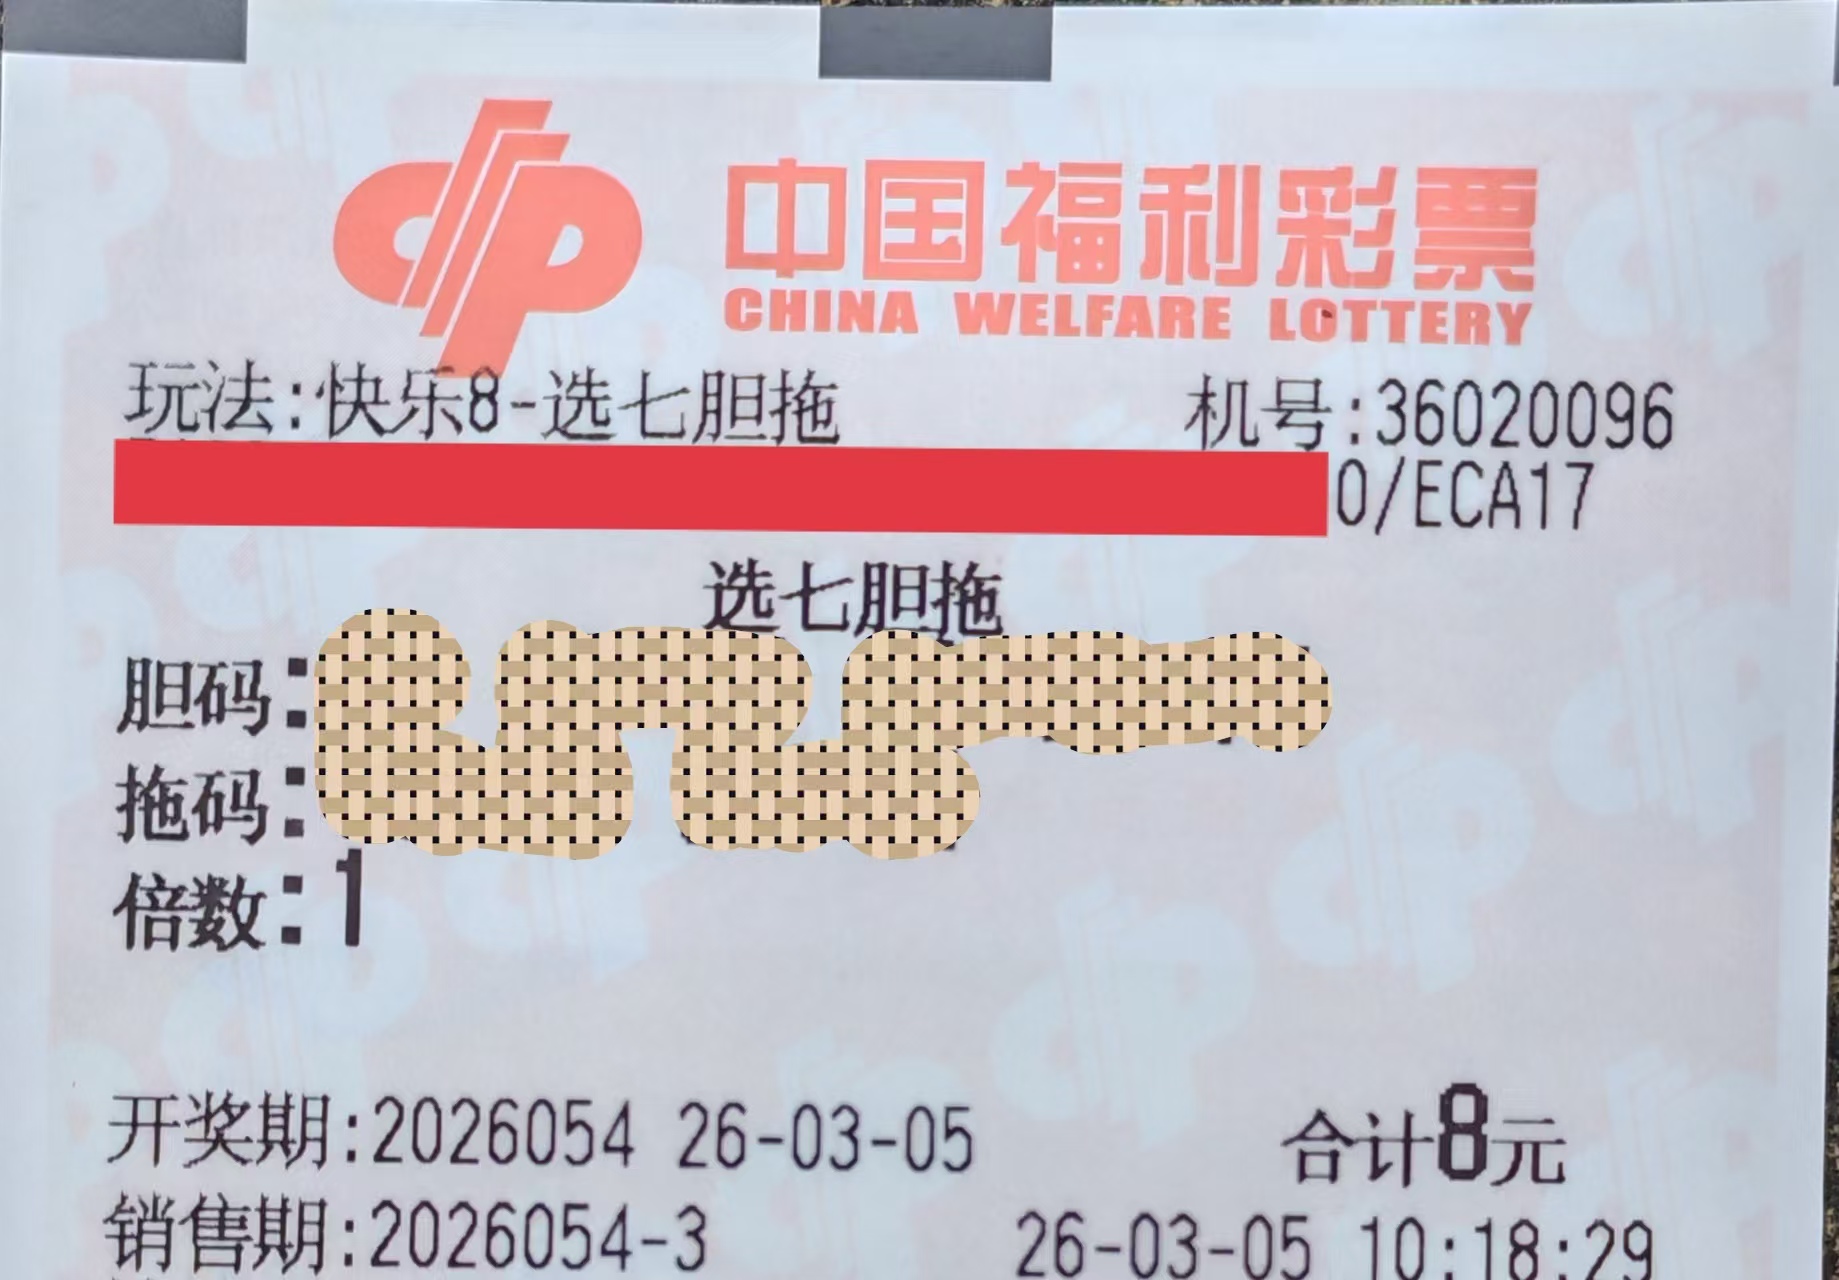 中国福利彩票
CHINA WELFARE LOTTERY
玩法:快乐8-选七胆拖 机号:36020096
0/ECA17
选七胆拖
胆码:
拖码:
倍数:1
开奖期:2026054 26-03-05 合计8元
销售期:2026054-3 26-03-05 10:18:29